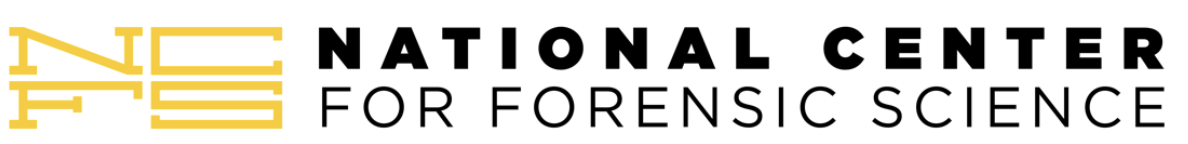 NC
FS
NATIONAL CENTER
FOR FORENSIC SCIENCE